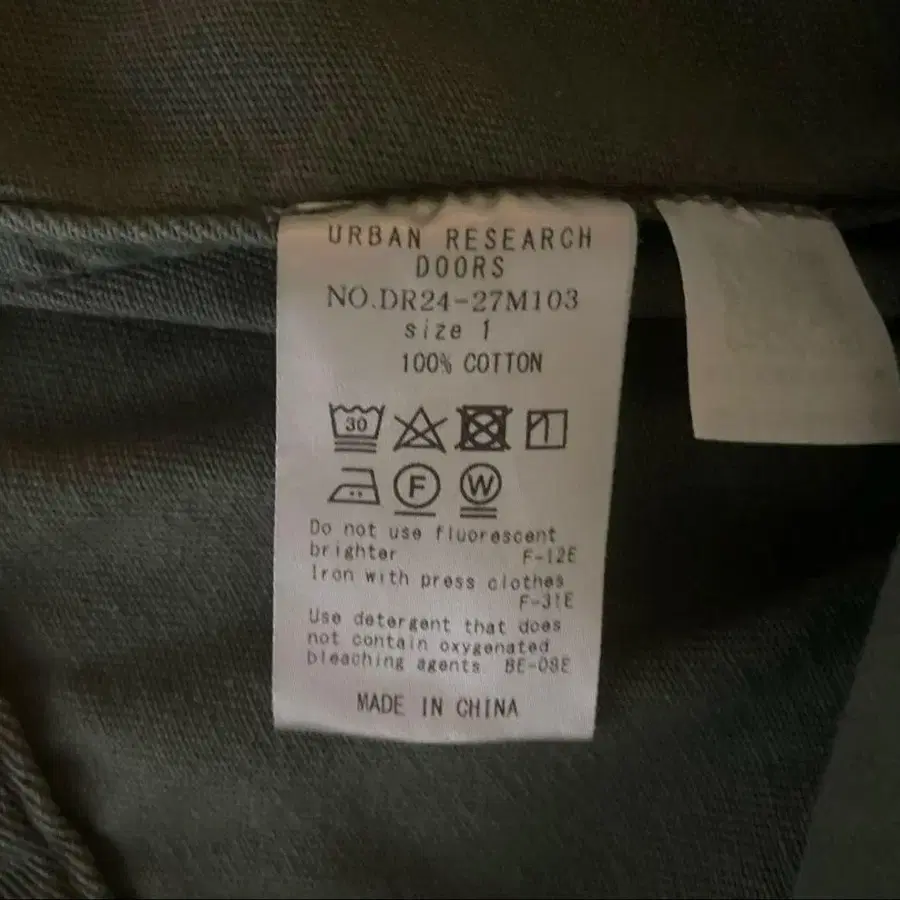 URBAN RESEARCH
DOORS
NO.DR24-27M103
size 1
100% COTTON
30
F W
Do not use fluorescent
brighter F-12E
Iron with press clothes
F-31E
Use detergent that does
not contain oxygenated
bleaching agents BE-08E
MADE IN CHINA